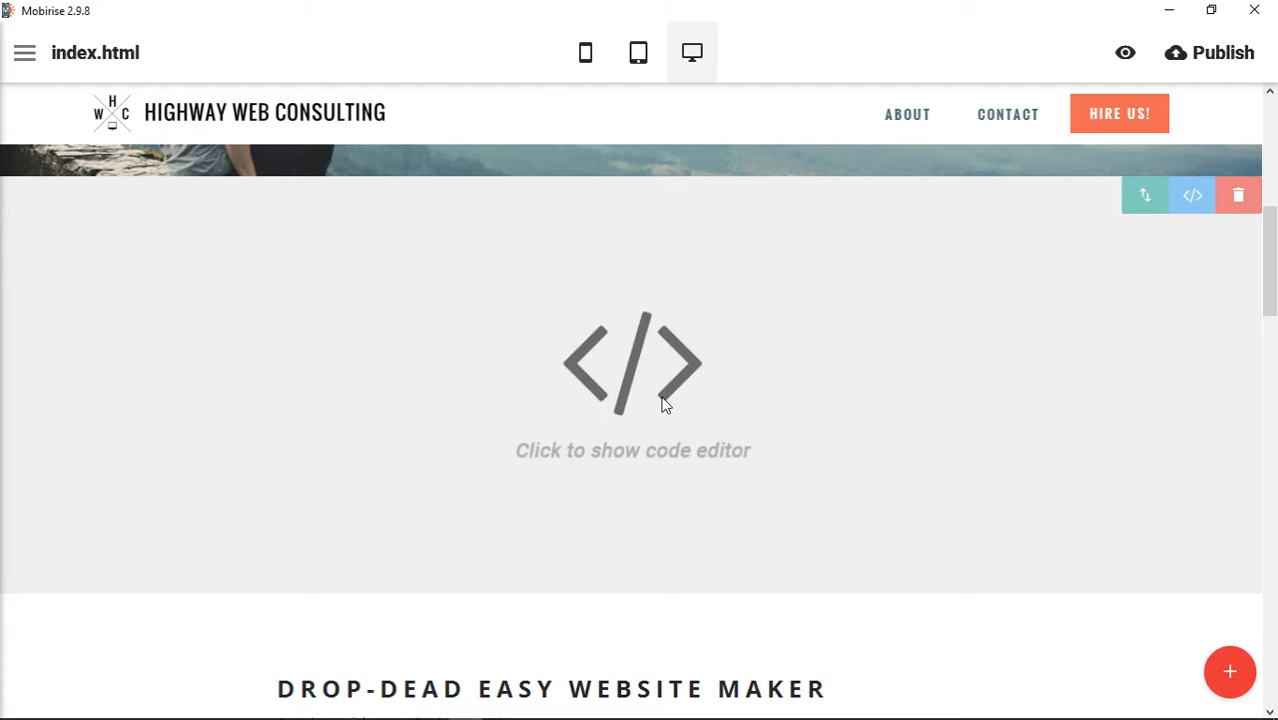 Mobirise 2.9.8
index.html
Publish
H
W C
HIGHWAY WEB CONSULTING
ABOUT
CONTACT
HIRE US!
</>
</>
Click to show code editor
DROP-DEAD EASY WEBSITE MAKER
+